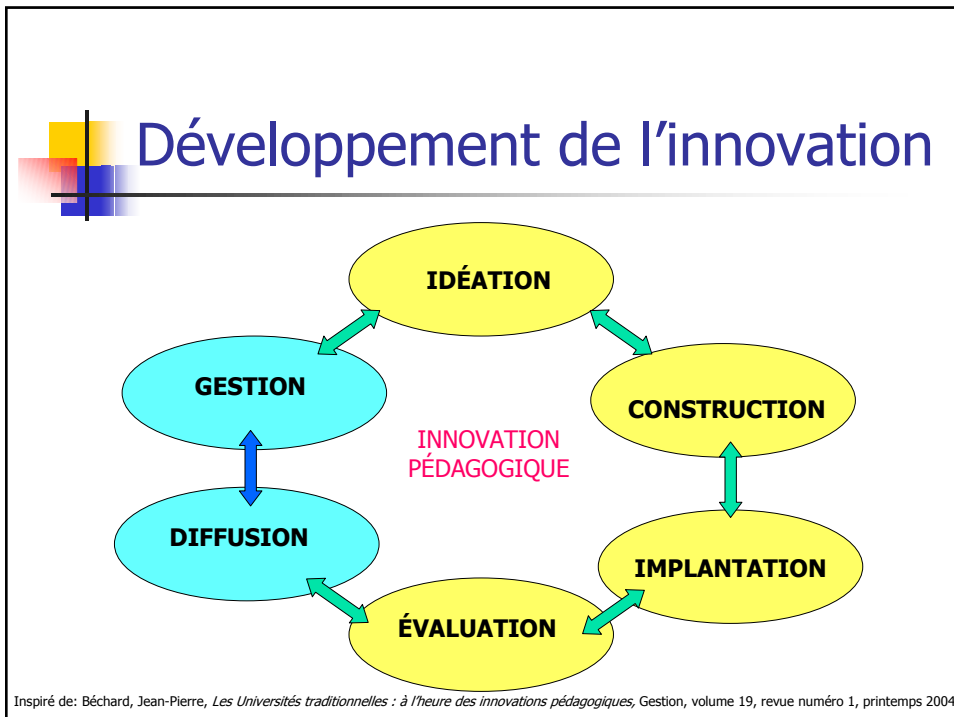 Développement de l’innovation
IDÉATION
GESTION
CONSTRUCTION
INNOVATION
PÉDAGOGIQUE
DIFFUSION
IMPLANTATION
ÉVALUATION
Inspiré de: Béchard, Jean-Pierre, Les Universités traditionnelles : à l’heure des innovations pédagogiques, Gestion, volume 19, revue numéro 1, printemps 2004